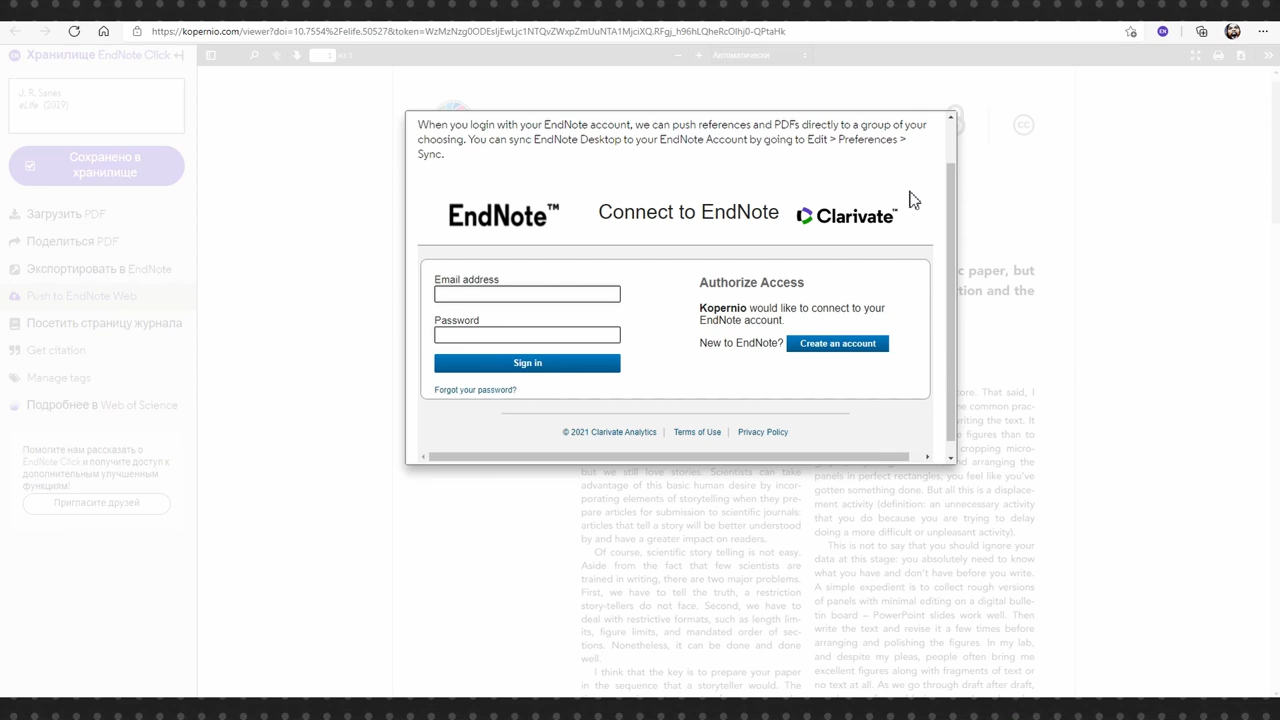 https://kopernio.com/viewer?doi=10.7554%2Felife.50527&token=WzMzNzg0ODEsIjEwLjc1NTQvZWxpZmUuNTA1MjciXQ.RFgj_h96hLQheRcOlhj0-QPtaHk
Хранилище EndNote Click
1 из 5
Автоматически
J. R. Sanes
eLife (2019)
Сохранено в
хранилище
Загрузить PDF
Поделиться PDF
Экспортировать в EndNote
Push to EndNote Web
Посетить страницу журнала
Get citation
Manage tags
Подробнее в Web of Science
Помогите нам рассказать о
EndNote Click и получите доступ к
дополнительным улучшенным
функциям!
Пригласите друзей
When you login with your EndNote account, we can push references and PDFs directly to a group of your
choosing. You can sync EndNote Desktop to your EndNote Account by going to Edit > Preferences >
Sync.
EndNote™
Connect to EndNote
Clarivate™
Email address
Password
Sign in
Forgot your password?
Authorize Access
Kopernio would like to connect to your
EndNote account.
New to EndNote? Create an account
© 2021 Clarivate Analytics | Terms of Use | Privacy Policy
cc
c paper, but
tion and the
but we still love stories. Scientists can take
advantage of this basic human desire by incor-
porating elements of storytelling when they pre-
pare articles for submission to scientific journals:
articles that tell a story will be better understood
by and have a greater impact on readers.
Of course, scientific story telling is not easy.
Aside from the fact that few scientists are
trained in writing, there are two major problems.
First, we have to tell the truth, a restriction
story-tellers do not face. Second, we have to
deal with restrictive formats, such as length lim-
its, figure limits, and mandated order of sec-
tions. Nonetheless, it can be done and done
well.
I think that the key is to prepare your paper
in the sequence that a storyteller would. The
core. That said, I
e common prac-
writing the text. It
e figures than to
cropping micro-
and arranging the
panels in perfect rectangles, you feel like you've
gotten something done. But all this is a displace-
ment activity (definition: an unnecessary activity
that you do because you are trying to delay
doing a more difficult or unpleasant activity).
This is not to say that you should ignore your
data at this stage: you absolutely need to know
what you have and don't have before you write.
A simple expedient is to collect rough versions
of panels with minimal editing on a digital bulle-
tin board – PowerPoint slides work well. Then
write the text and revise it a few times before
arranging and polishing the figures. In my lab,
and despite my pleas, people often bring me
excellent figures along with fragments of text or
no text at all. As we go through draft after draft,